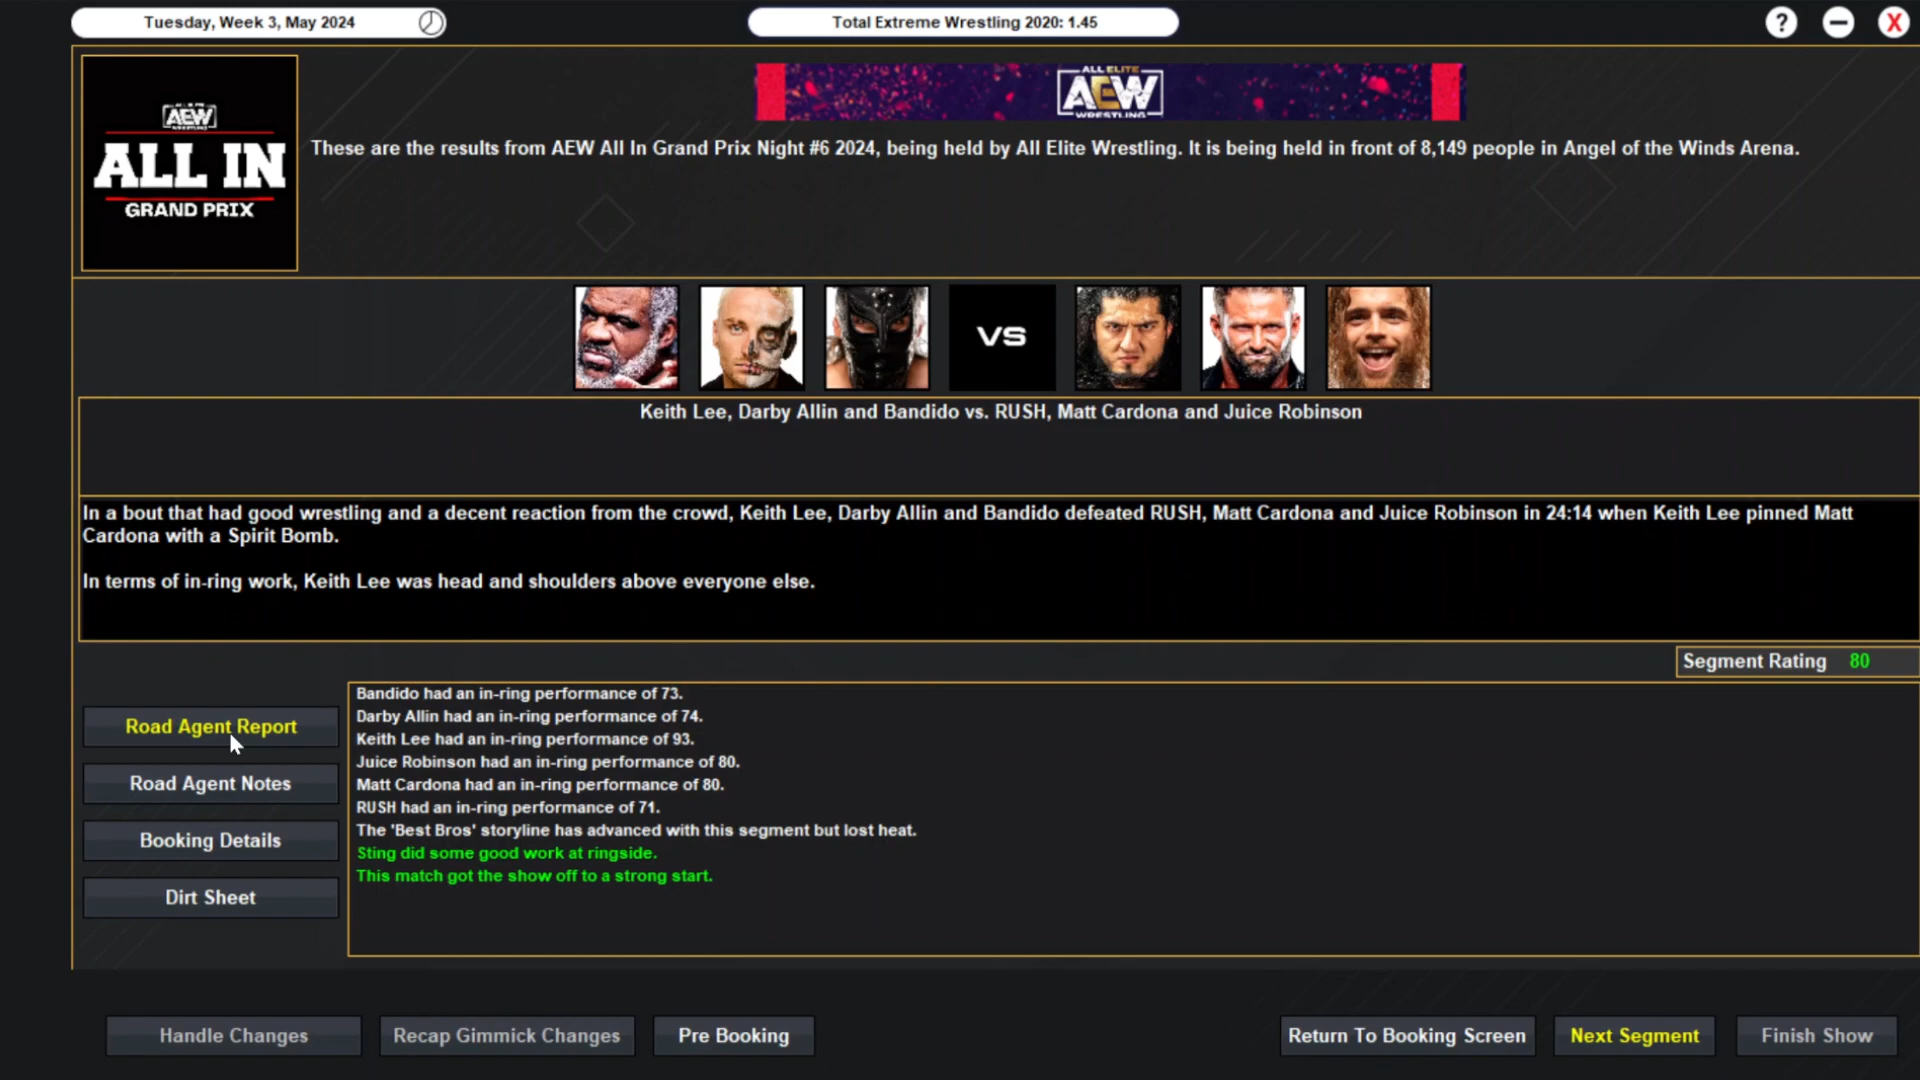 Tuesday, Week 3, May 2024
Total Extreme Wrestling 2020: 1.45
?
X
ALL ELITE
AEW
WRESTLING
AEW
ALL IN
GRAND PRIX
These are the results from AEW All In Grand Prix Night #6 2024, being held by All Elite Wrestling. It is being held in front of 8,149 people in Angel of the Winds Arena.
VS
Keith Lee, Darby Allin and Bandido vs. RUSH, Matt Cardona and Juice Robinson
In a bout that had good wrestling and a decent reaction from the crowd, Keith Lee, Darby Allin and Bandido defeated RUSH, Matt Cardona and Juice Robinson in 24:14 when Keith Lee pinned Matt
Cardona with a Spirit Bomb.
In terms of in-ring work, Keith Lee was head and shoulders above everyone else.
Segment Rating 80
Road Agent Report
Road Agent Notes
Booking Details
Dirt Sheet
Bandido had an in-ring performance of 73.
Darby Allin had an in-ring performance of 74.
Keith Lee had an in-ring performance of 93.
Juice Robinson had an in-ring performance of 80.
Matt Cardona had an in-ring performance of 80.
RUSH had an in-ring performance of 71.
The 'Best Bros' storyline has advanced with this segment but lost heat.
Sting did some good work at ringside.
This match got the show off to a strong start.
Handle Changes
Recap Gimmick Changes
Pre Booking
Return To Booking Screen
Next Segment
Finish Show